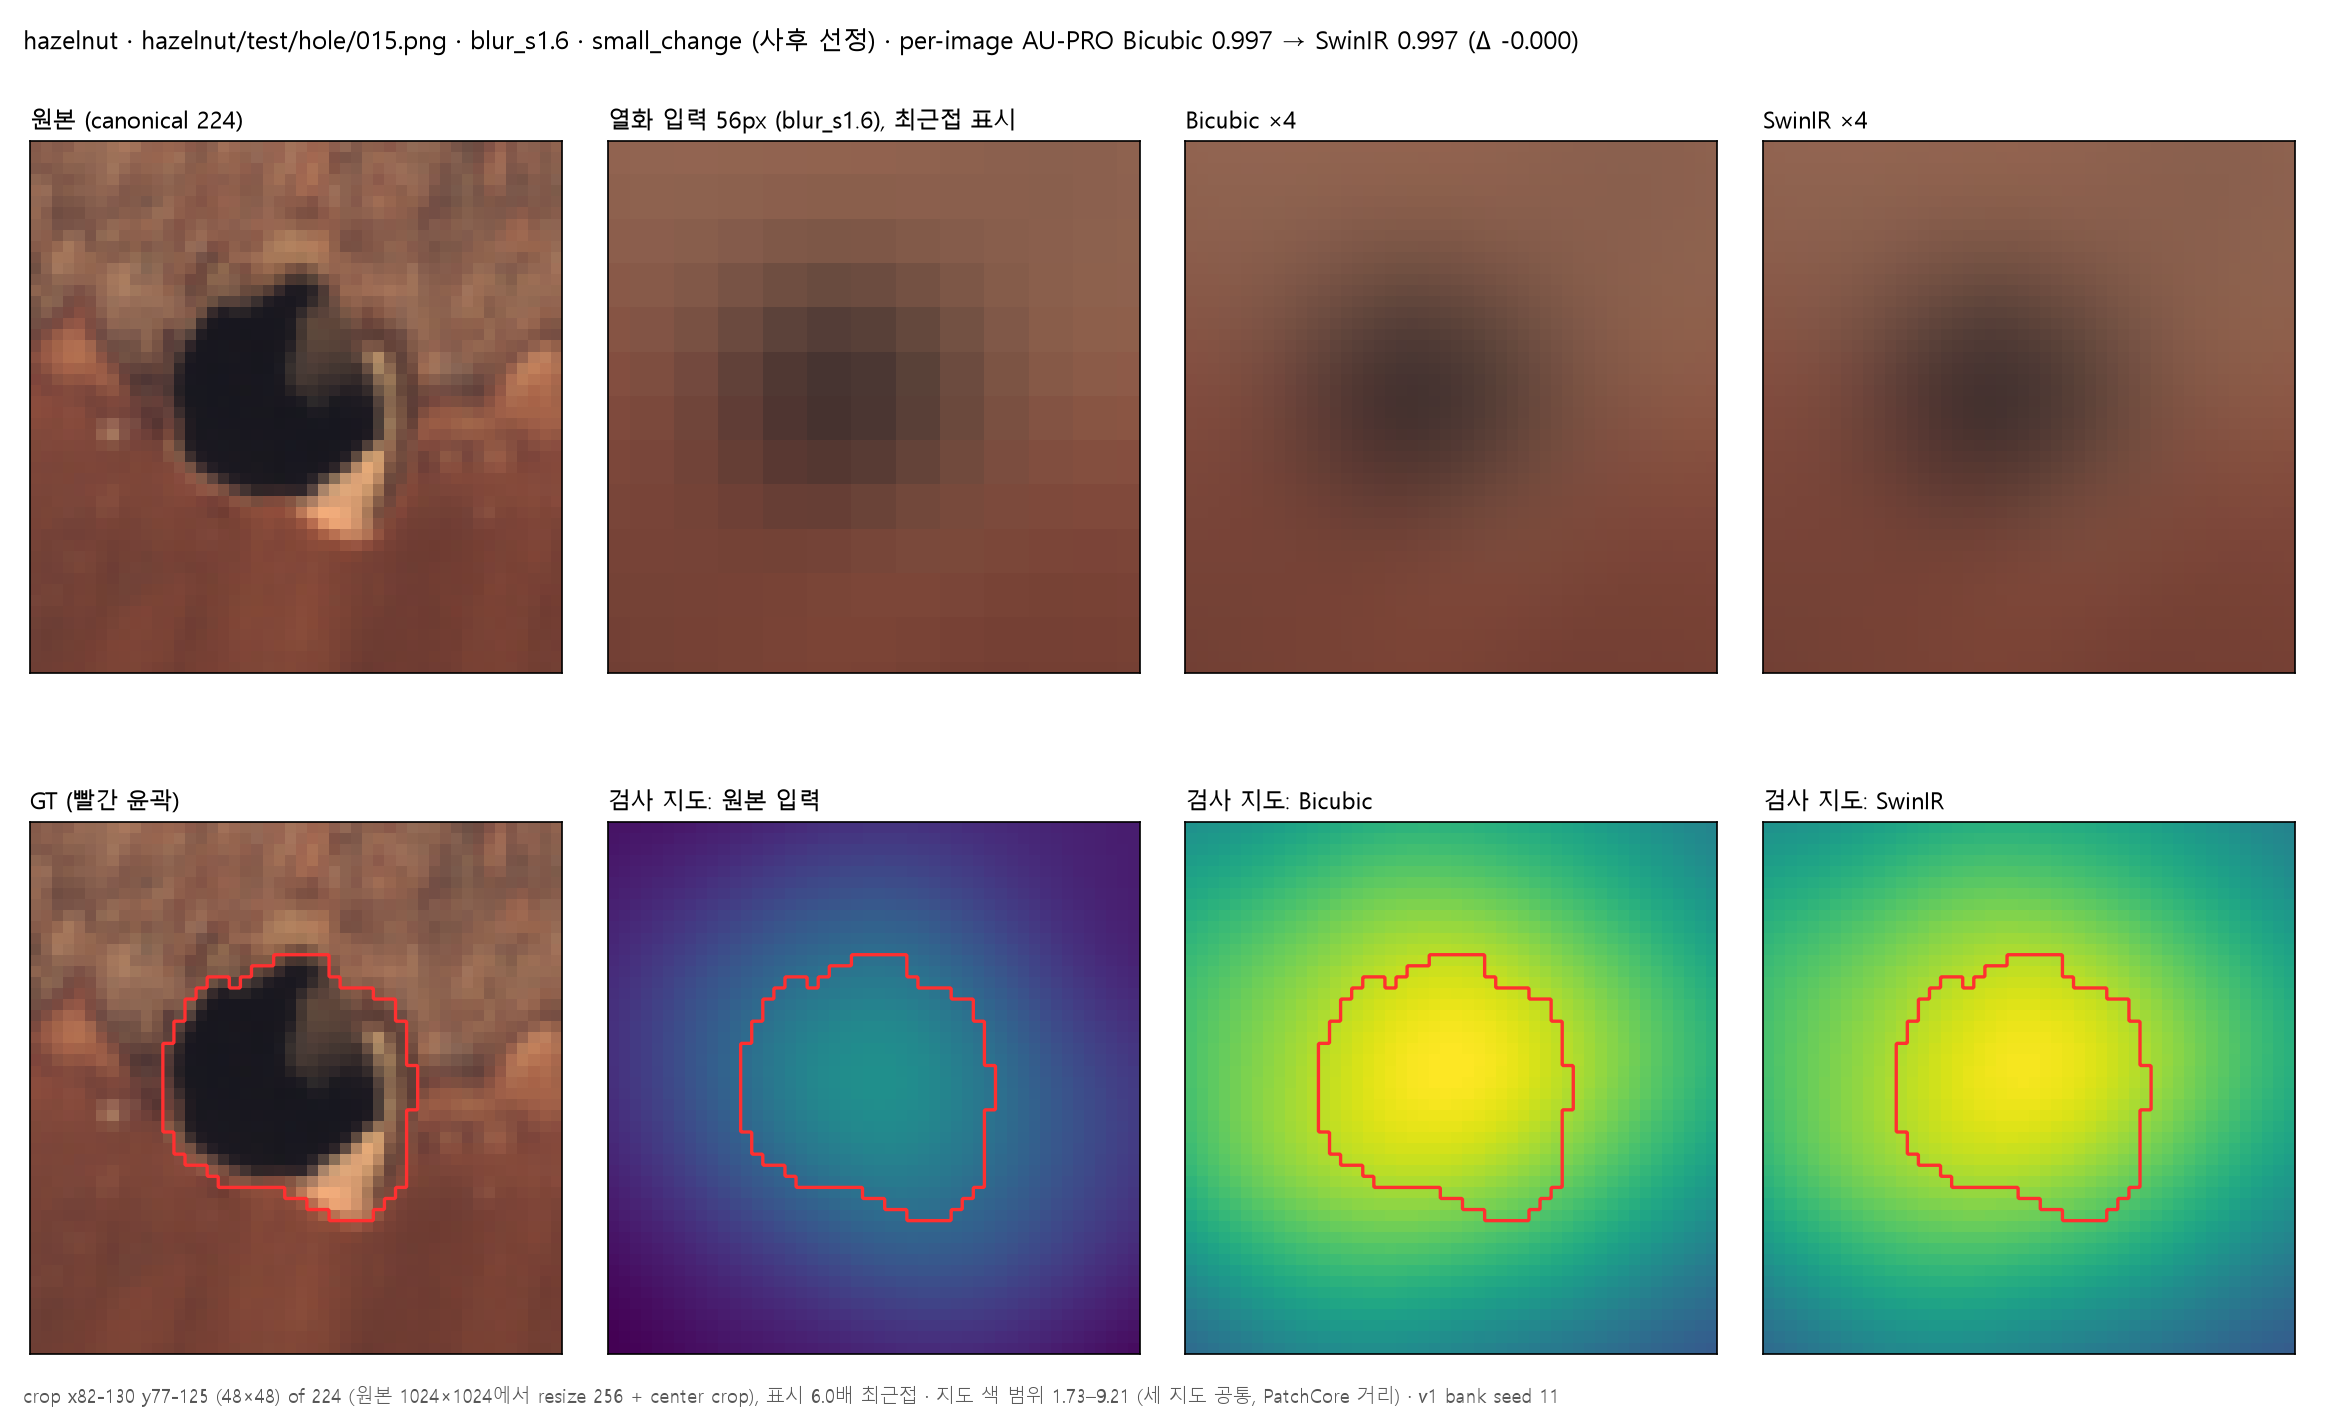 hazelnut · hazelnut/test/hole/015.png · blur_s1.6 · small_change (사후 선정) · per-image AU-PRO Bicubic 0.997 → SwinIR 0.997 (Δ -0.000)
원본 (canonical 224)
열화 입력 56px (blur_s1.6), 최근접 표시
Bicubic ×4
SwinIR ×4
GT (빨간 윤곽)
검사 지도: 원본 입력
검사 지도: Bicubic
검사 지도: SwinIR
crop x82-130 y77-125 (48×48) of 224 (원본 1024×1024에서 resize 256 + center crop), 표시 6.0배 최근접 · 지도 색 범위 1.73–9.21 (세 지도 공통, PatchCore 거리) · v1 bank seed 11